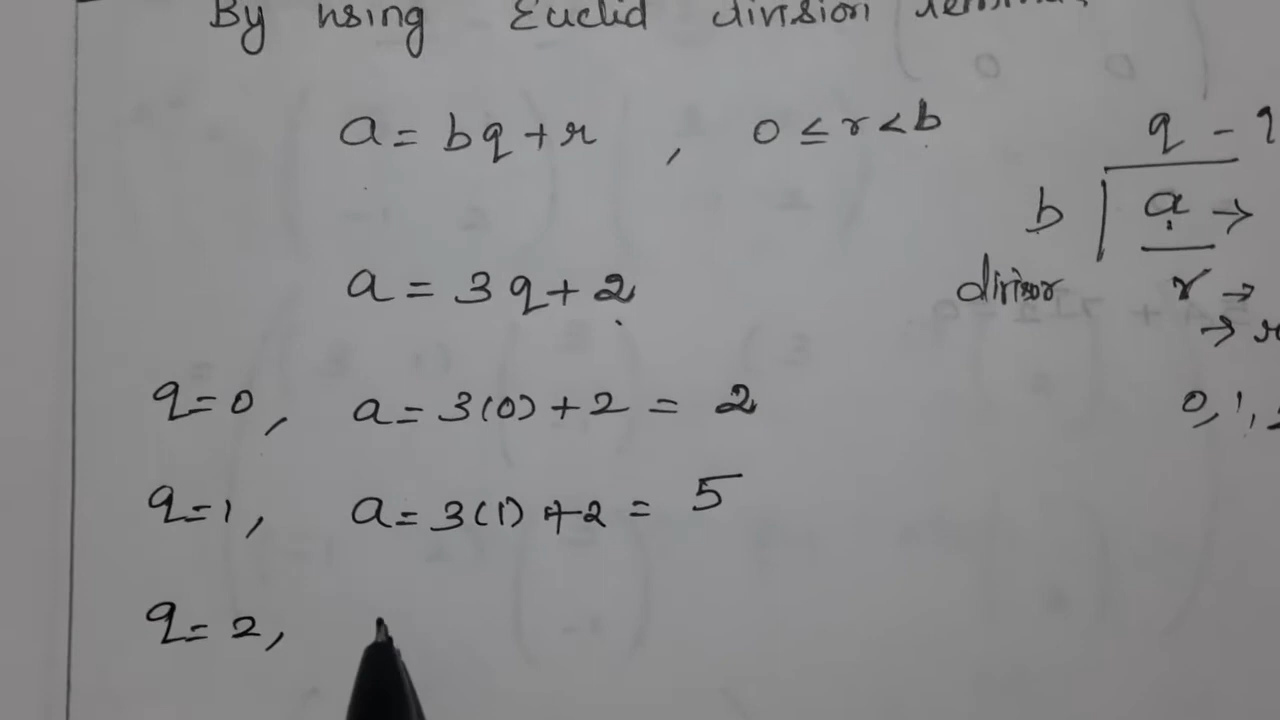 By using Euclid division
a = bq + r , 0 ≤ r < b
q -
b | a →
divisor r →
→
a = 3q + 2
q = 0, a = 3(0) + 2 = 2
0, 1,
q = 1, a = 3(1) + 2 = 5
q = 2,